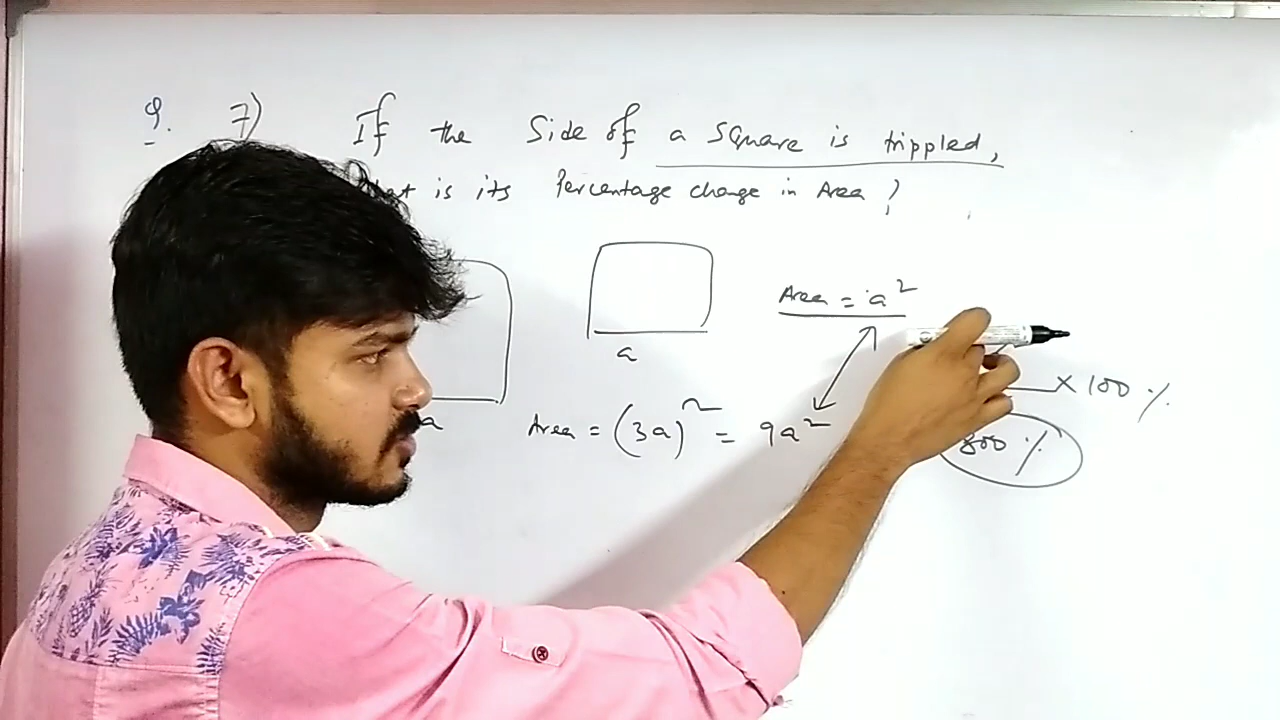 Q. 7) If the Side of a Square is trippled,
is its Percentage change in Area?
Area = a²
a
× 100 %.
a Area = (3a)² = 9a²
800 %